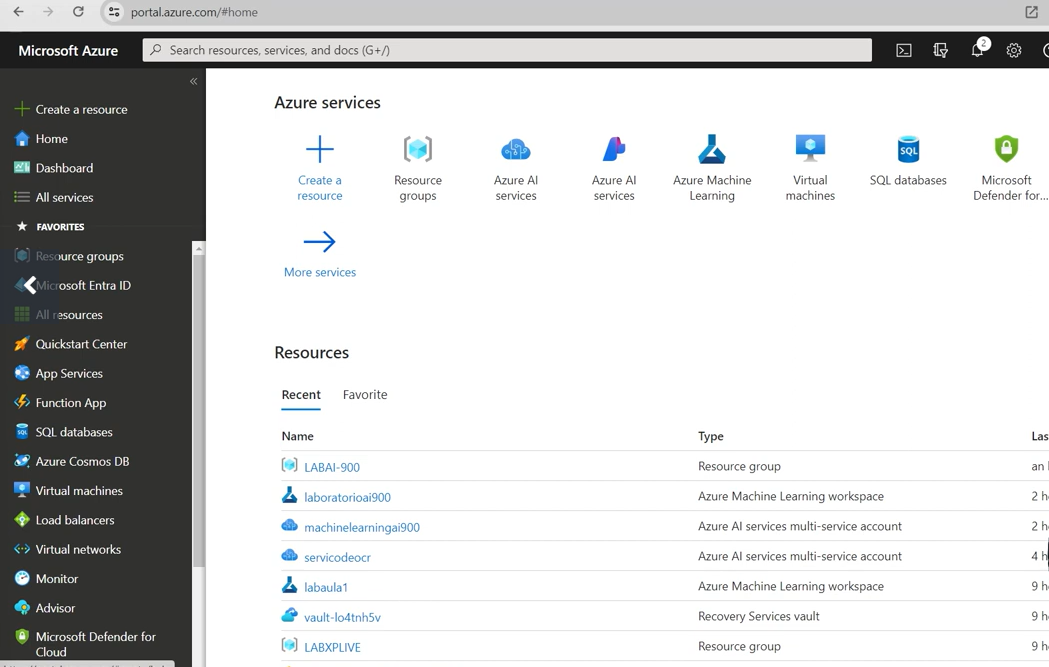 portal.azure.com/#home
Microsoft Azure
Search resources, services, and docs (G+/)
2
Create a resource
Home
Dashboard
All services
FAVORITES
Resource groups
Microsoft Entra ID
All resources
Quickstart Center
App Services
Function App
SQL databases
Azure Cosmos DB
Virtual machines
Load balancers
Virtual networks
Monitor
Advisor
Microsoft Defender for
Cloud
Azure services
Create a
resource
Resource
groups
Azure AI
services
Azure AI
services
Azure Machine
Learning
Virtual
machines
SQL
SQL databases
Microsoft
Defender for...
More services
Resources
Recent Favorite
Name Type Las
LABAI-900 Resource group an
laboratorioai900 Azure Machine Learning workspace 2 h
machinelearningai900 Azure AI services multi-service account 2 h
servicodeocr Azure AI services multi-service account 4 h
labaula1 Azure Machine Learning workspace 9 h
vault-lo4tnh5v Recovery Services vault 9 h
LABXPLIVE Resource group 9 h